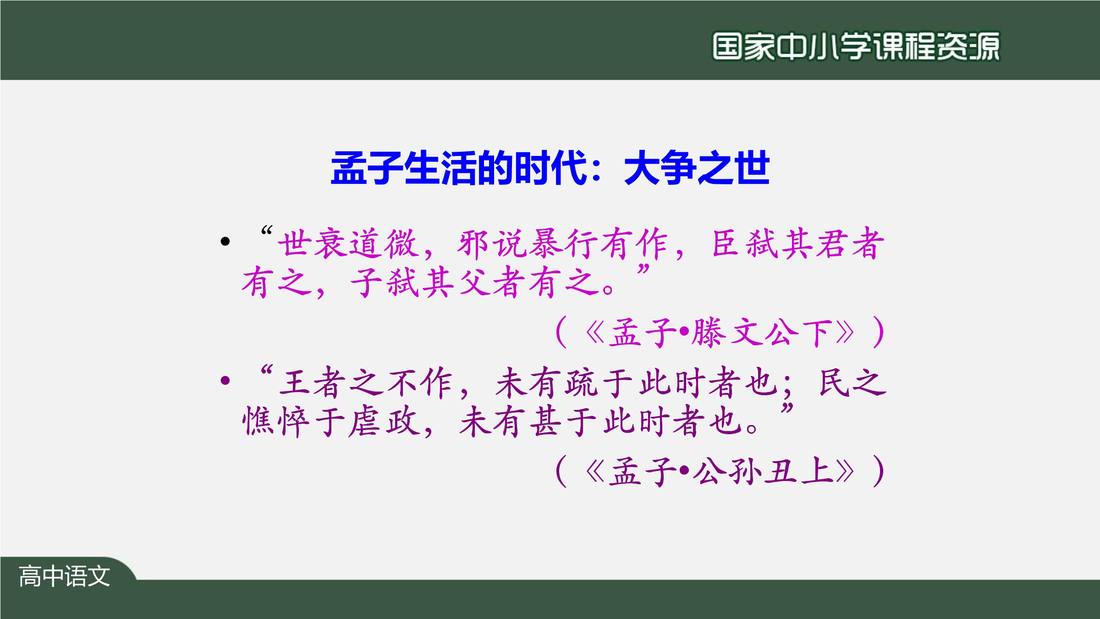 国家中小学课程资源
孟子生活的时代：大争之世
• “世衰道微，邪说暴行有作，臣弑其君者
有之，子弑其父者有之。”
（《孟子•滕文公下》）
• “王者之不作，未有疏于此时者也；民之
憔悴于虐政，未有甚于此时者也。”
（《孟子•公孙丑上》）
高中语文